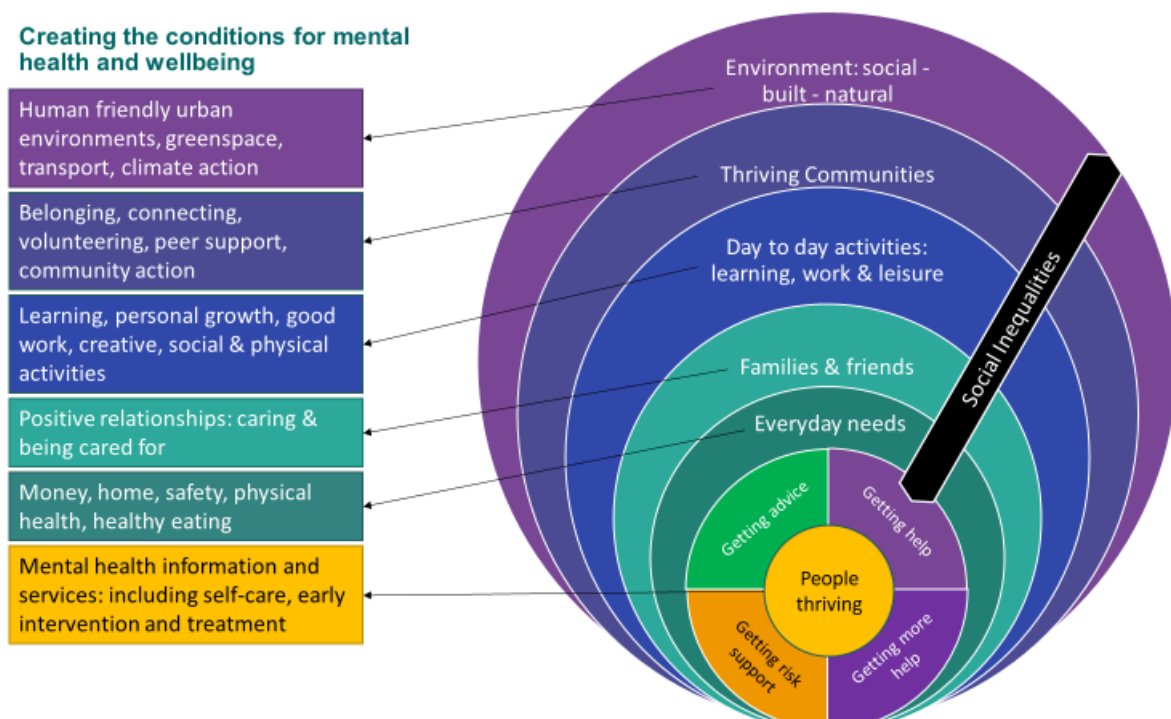 Creating the conditions for mental
health and wellbeing
Human friendly urban
environments, greenspace,
transport, climate action
Belonging, connecting,
volunteering, peer support,
community action
Learning, personal growth, good
work, creative, social & physical
activities
Positive relationships: caring &
being cared for
Money, home, safety, physical
health, healthy eating
Mental health information and
services: including self-care, early
intervention and treatment
Environment: social -
built - natural
Thriving Communities
Day to day activities:
learning, work & leisure
Families & friends
Everyday needs
Social Inequalities
Getting advice
Getting help
People
thriving
Getting risk
support
Getting more
help